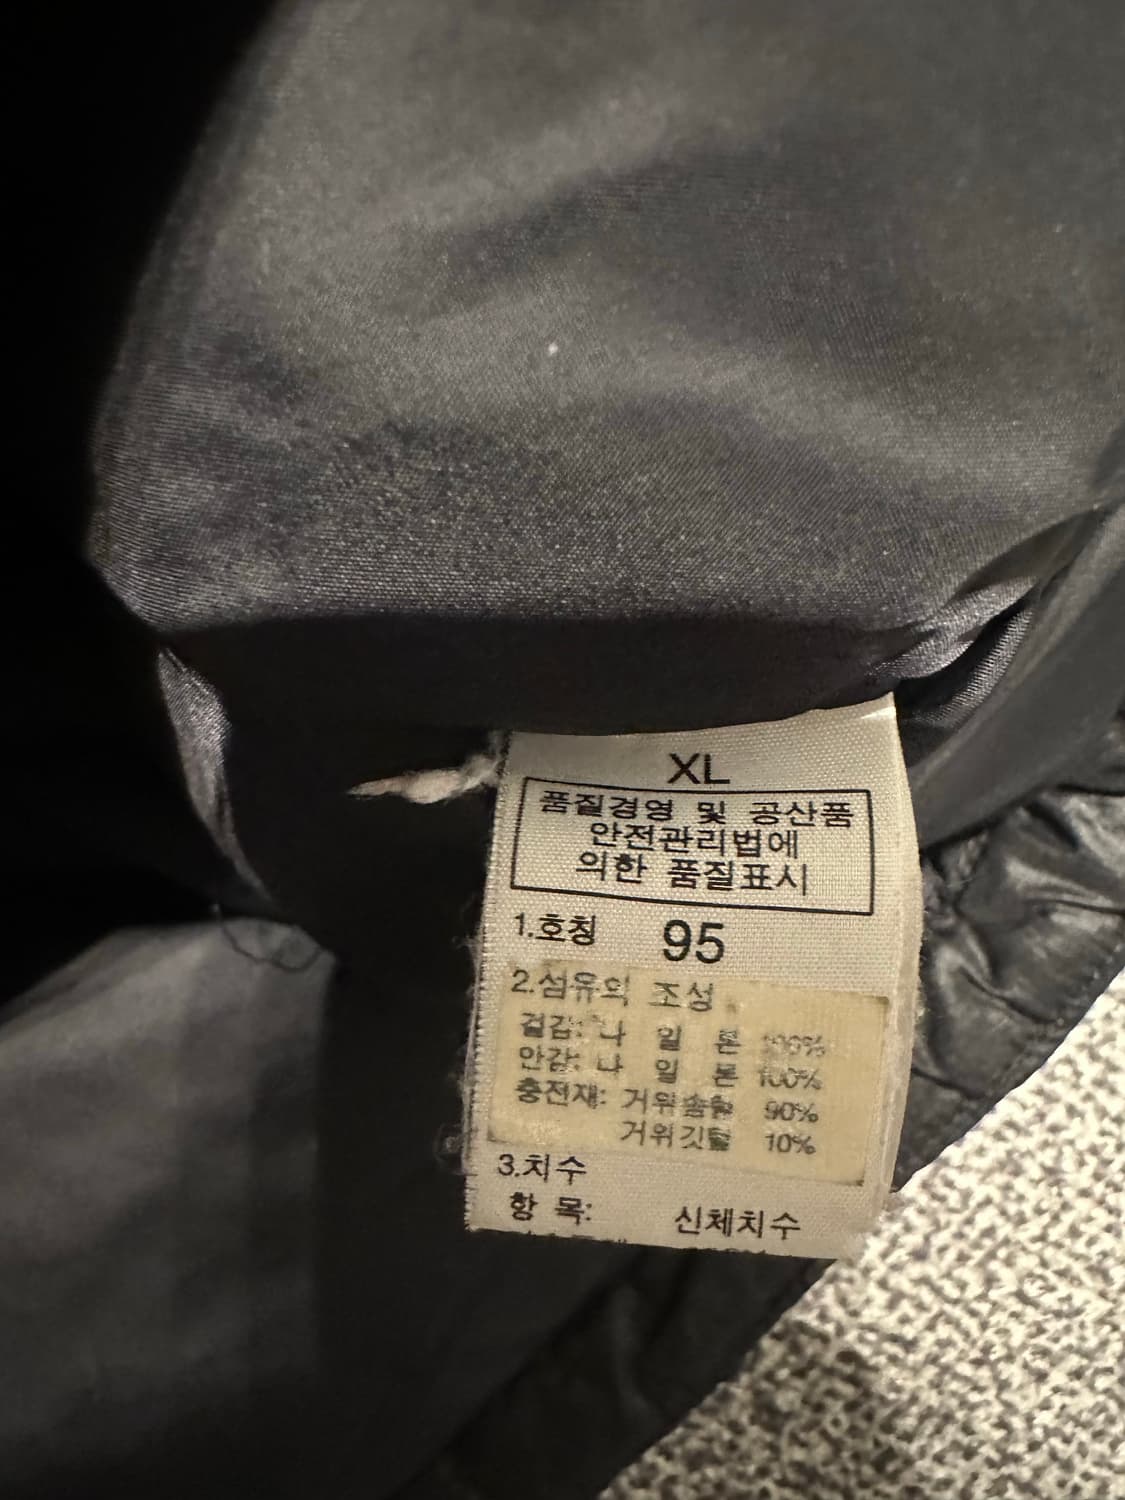 XL
품질경영 및 공산품
안전관리법에
의한 품질표시
1.호칭 95
2.섬유의 조성
겉감: 나 일 론 100%
안감: 나 일 론 100%
충전재: 거위솜털 90%
거위깃털 10%
3.치수
항 목: 신체치수